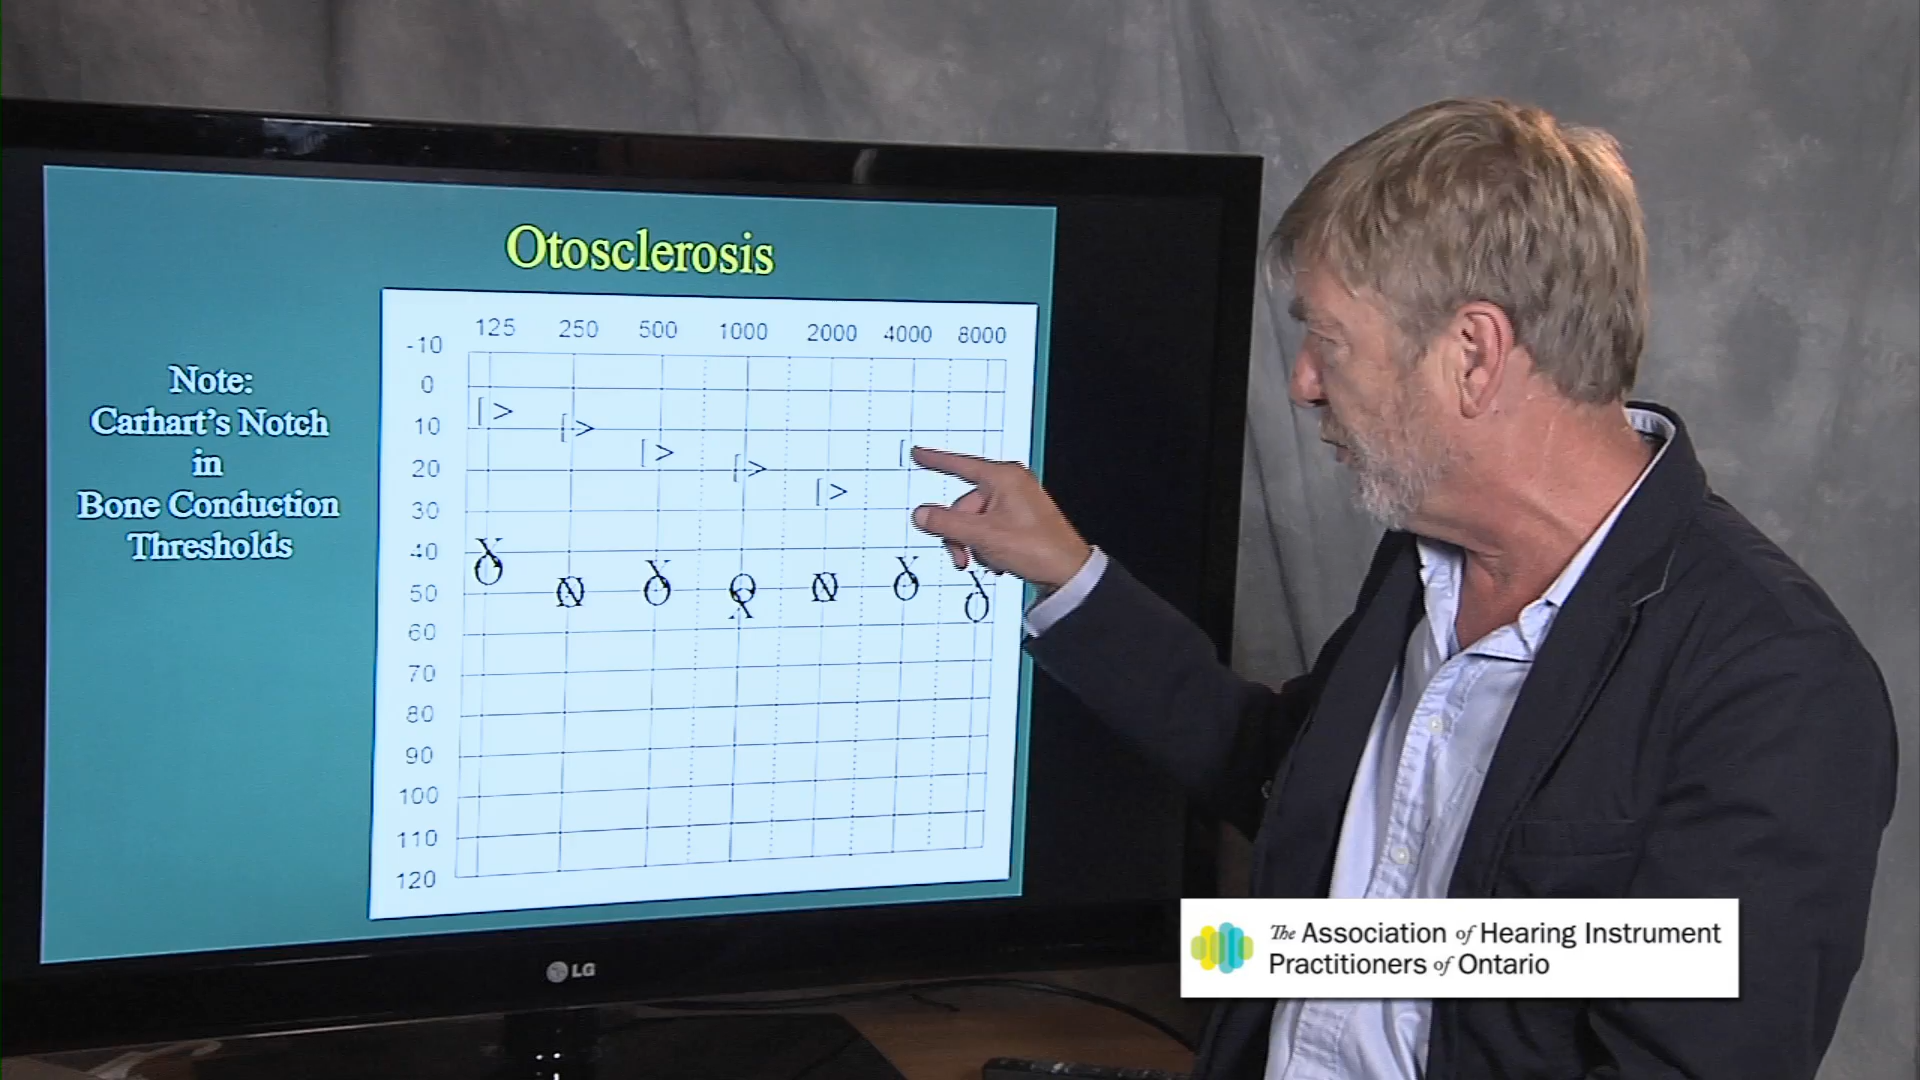 Otosclerosis
Note:
Carhart's Notch
in
Bone Conduction
Thresholds
125 250 500 1000 2000 4000 8000
-10
0
10
20
30
40
50
60
70
80
90
100
110
120
LG
The Association of Hearing Instrument
Practitioners of Ontario